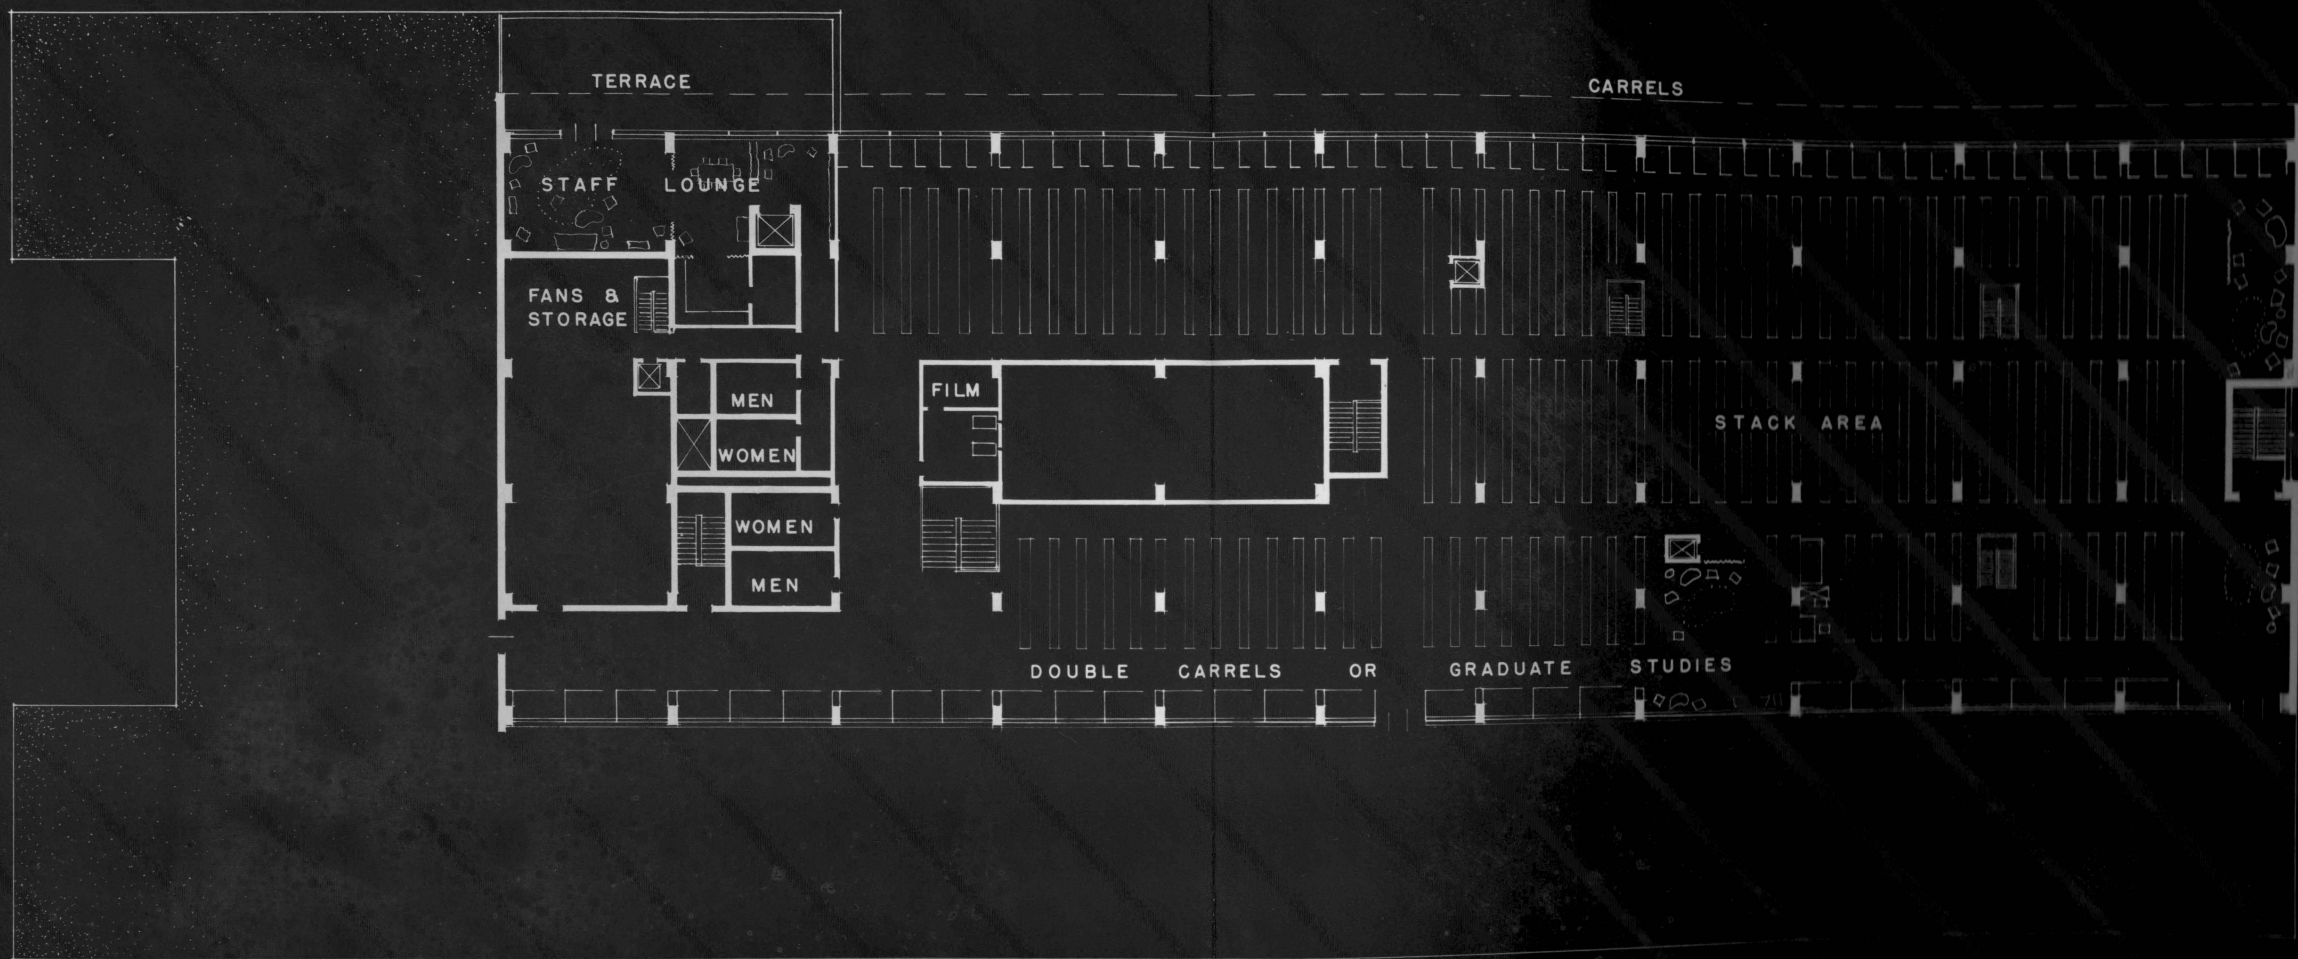 TERRACE
CARRELS
STAFF LOUNGE
FANS &
STORAGE
MEN
FILM
WOMEN
STACK AREA
WOMEN
MEN
DOUBLE CARRELS OR GRADUATE STUDIES